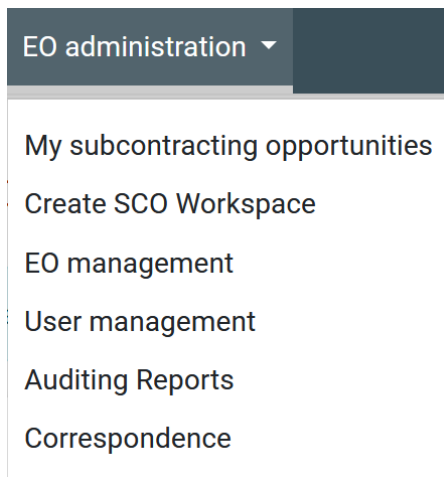 EO administration
My subcontracting opportunities
Create SCO Workspace
EO management
User management
Auditing Reports
Correspondence